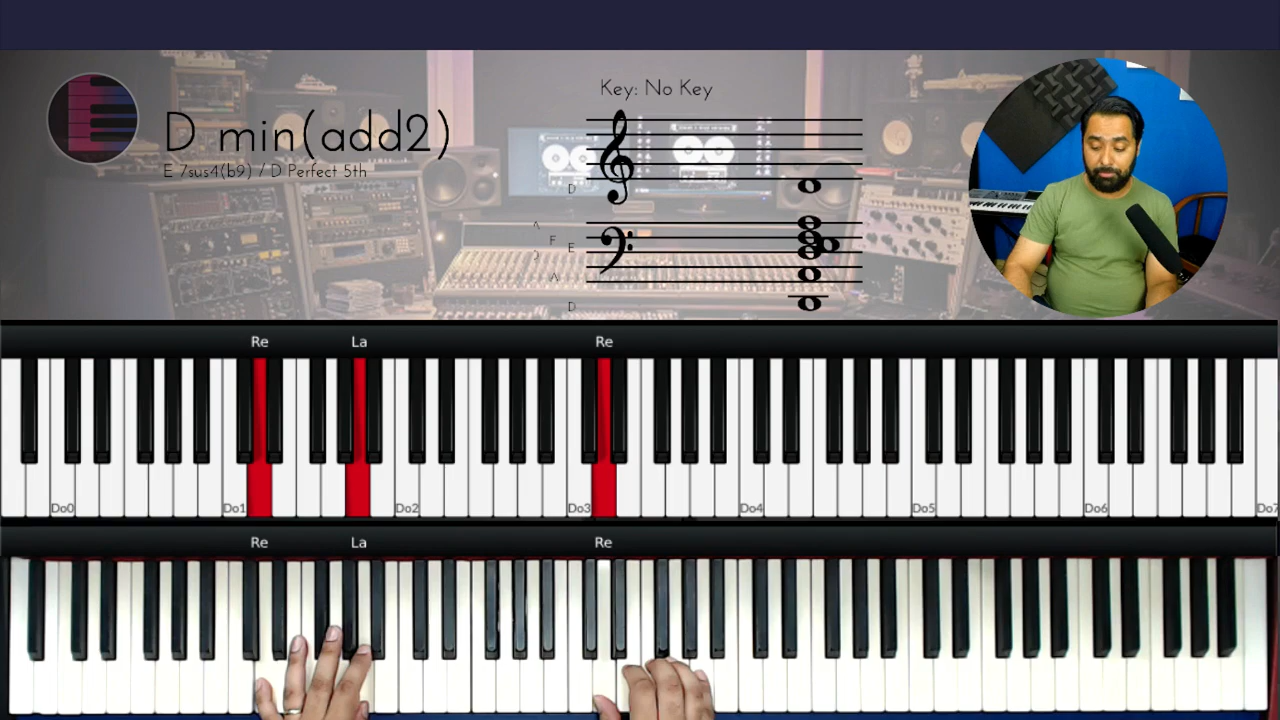 Key: No Key
D min(add2)
E 7sus4(b9) / D Perfect 5th
D
F E
A
D
Re La Re
Do0 Do1 Do2 Do3 Do4 Do5 Do6 Do7
Re La Re